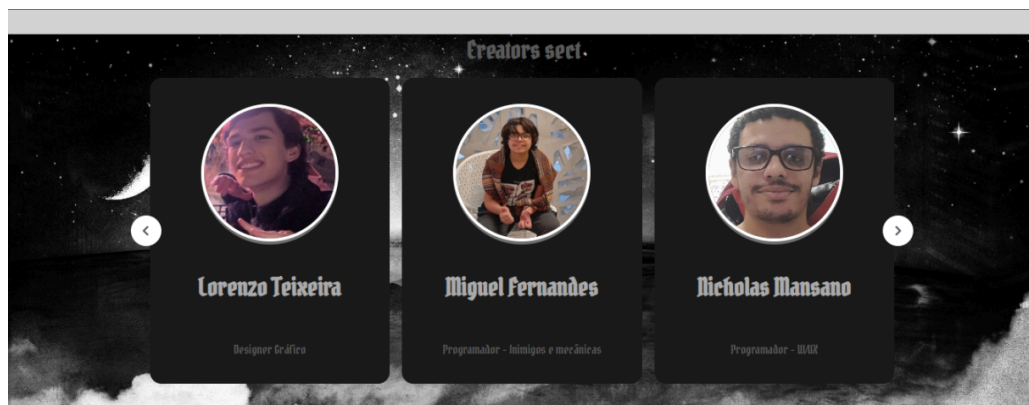 Creators sect.
Lorenzo Teixeira
Designer Gráfico
Miguel Fernandes
Programador - Inimigos e mecânicas
Nicholas Mansano
Programador - UI/UX